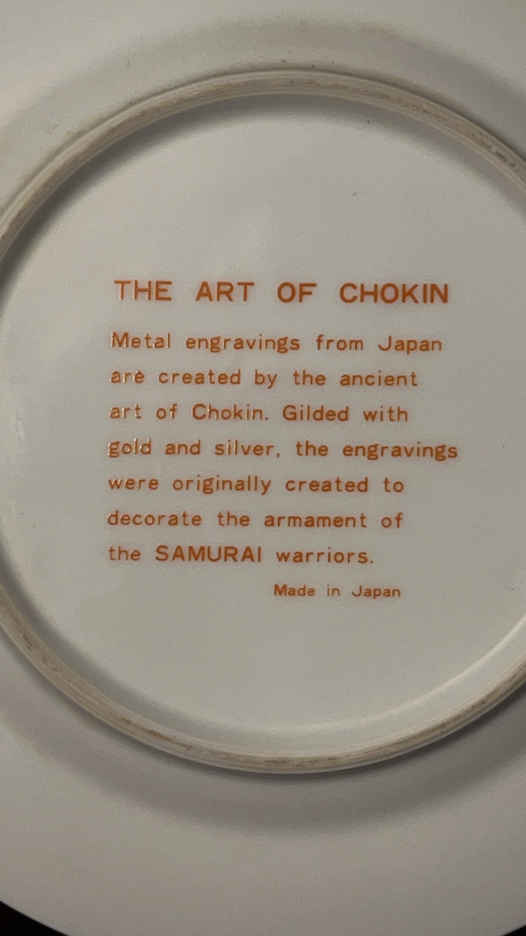 THE ART OF CHOKIN
Metal engravings from Japan
are created by the ancient
art of Chokin. Gilded with
gold and silver, the engravings
were originally created to
decorate the armament of
the SAMURAI warriors.
Made in Japan